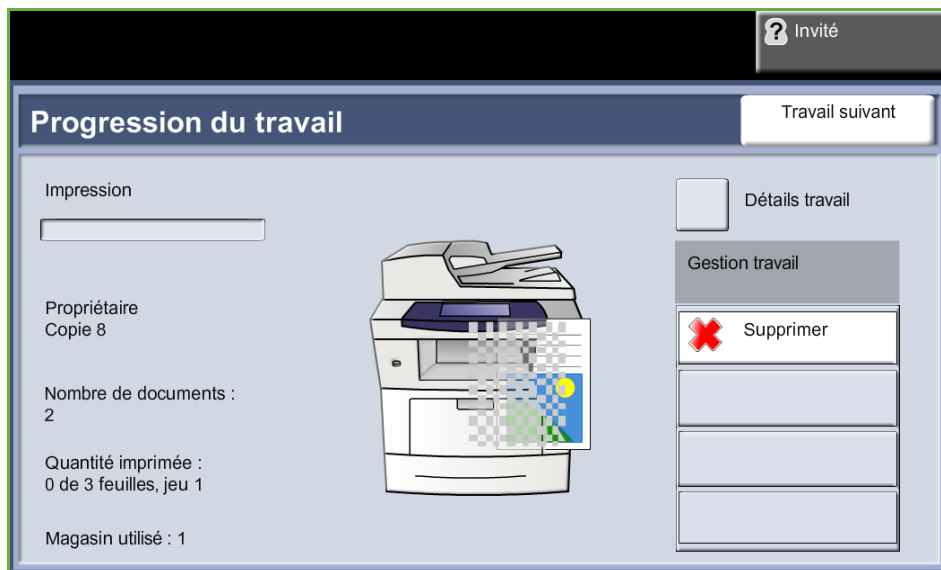 Invité
Progression du travail
Travail suivant
Impression
Détails travail
Gestion travail
Propriétaire
Copie 8
Supprimer
Nombre de documents :
2
Quantité imprimée :
0 de 3 feuilles, jeu 1
Magasin utilisé : 1